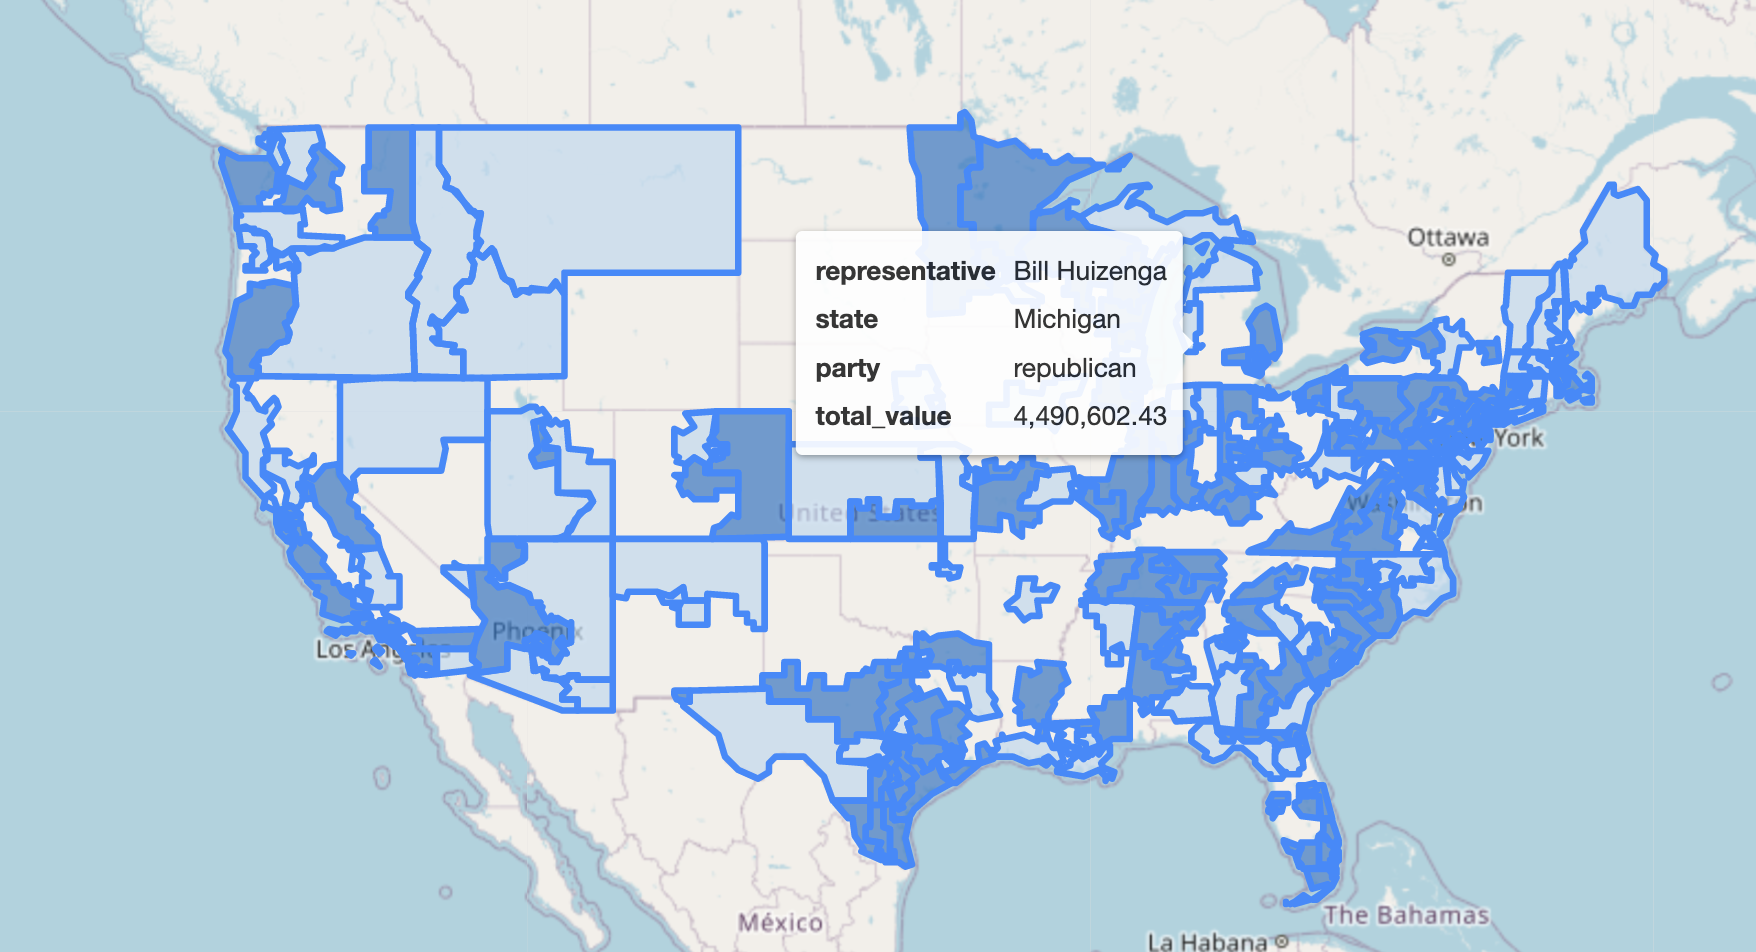 Ottawa
representative Bill Huizenga
state Michigan
party republican
total_value 4,490,602.43
York
United States
Washington
Phoenix
Los Angeles
México
The Bahamas
La Habana